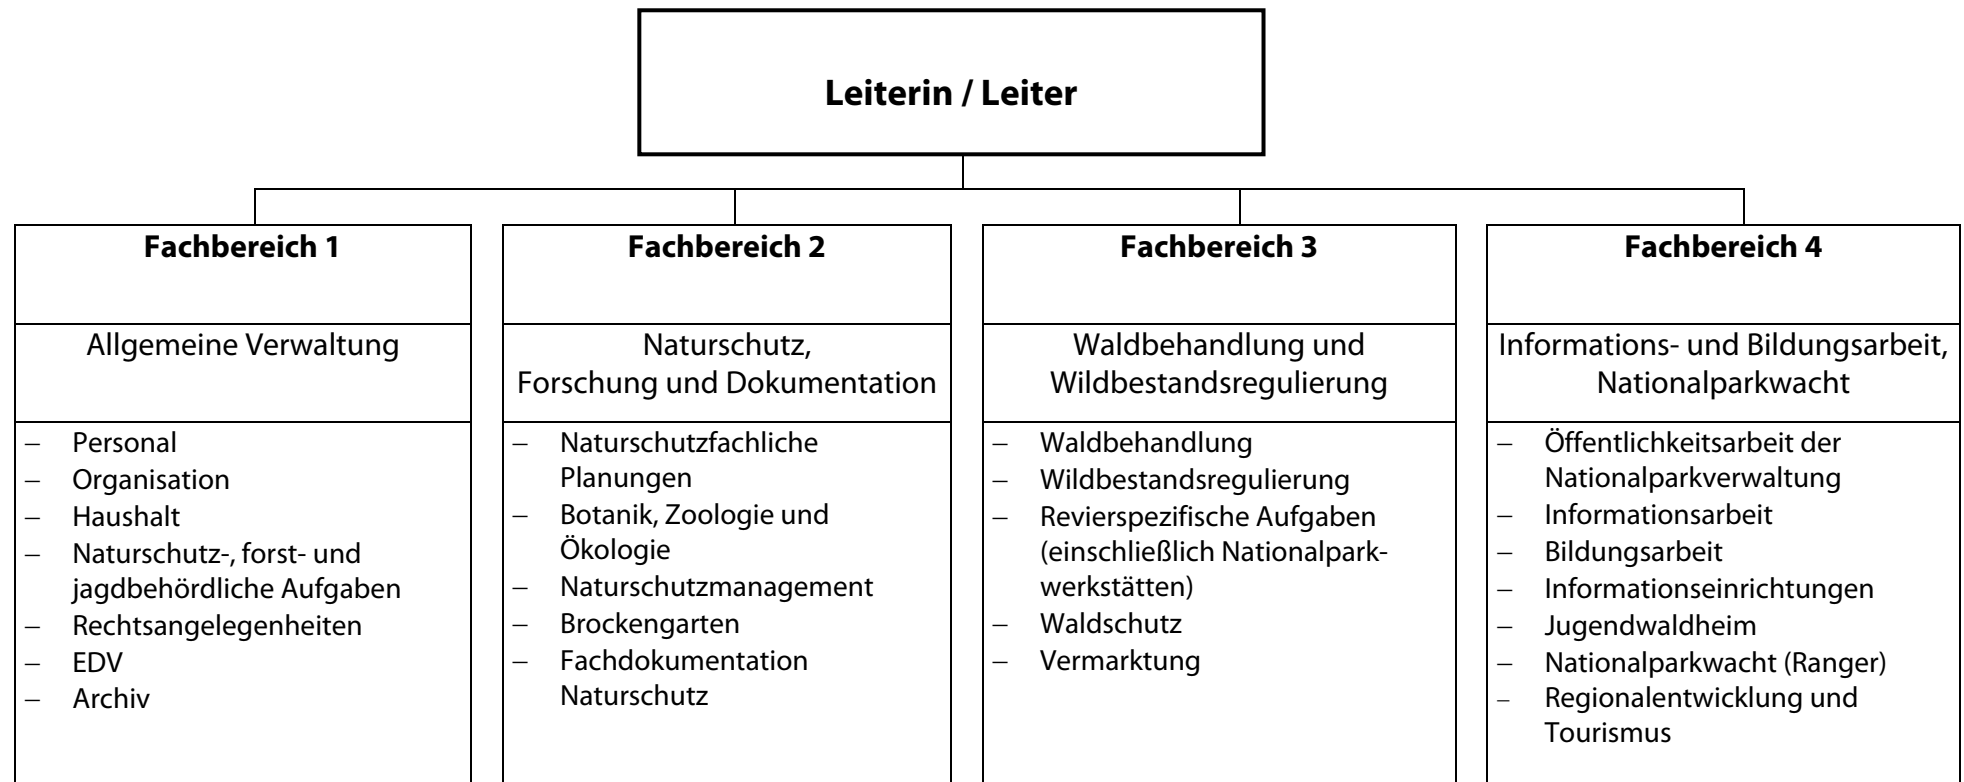 Leiterin / Leiter
Fachbereich 1
Allgemeine Verwaltung
– Personal
– Organisation
– Haushalt
– Naturschutz-, forst- und
jagdbehördliche Aufgaben
– Rechtsangelegenheiten
– EDV
– Archiv
Fachbereich 2
Naturschutz,
Forschung und Dokumentation
– Naturschutzfachliche
Planungen
– Botanik, Zoologie und
Ökologie
– Naturschutzmanagement
– Brockengarten
– Fachdokumentation
Naturschutz
Fachbereich 3
Waldbehandlung und
Wildbestandsregulierung
– Waldbehandlung
– Wildbestandsregulierung
– Revierspezifische Aufgaben
(einschließlich Nationalpark-
werkstätten)
– Waldschutz
– Vermarktung
Fachbereich 4
Informations- und Bildungsarbeit,
Nationalparkwacht
– Öffentlichkeitsarbeit der
Nationalparkverwaltung
– Informationsarbeit
– Bildungsarbeit
– Informationseinrichtungen
– Jugendwaldheim
– Nationalparkwacht (Ranger)
– Regionalentwicklung und
Tourismus